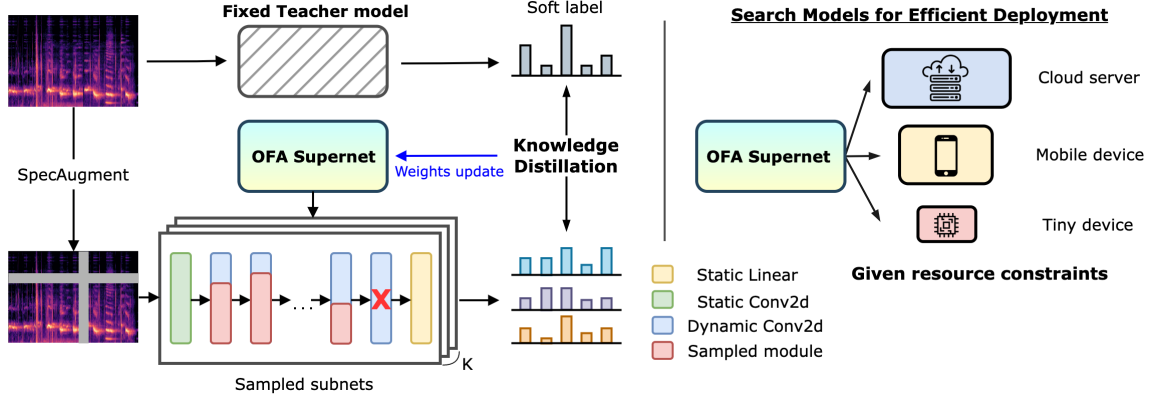 Fixed Teacher model
Soft label
SpecAugment
OFA Supernet
Weights update
Knowledge
Distillation
X
...
K
Sampled subnets
Search Models for Efficient Deployment
OFA Supernet
Cloud server
Mobile device
Tiny device
Given resource constraints
Static Linear
Static Conv2d
Dynamic Conv2d
Sampled module